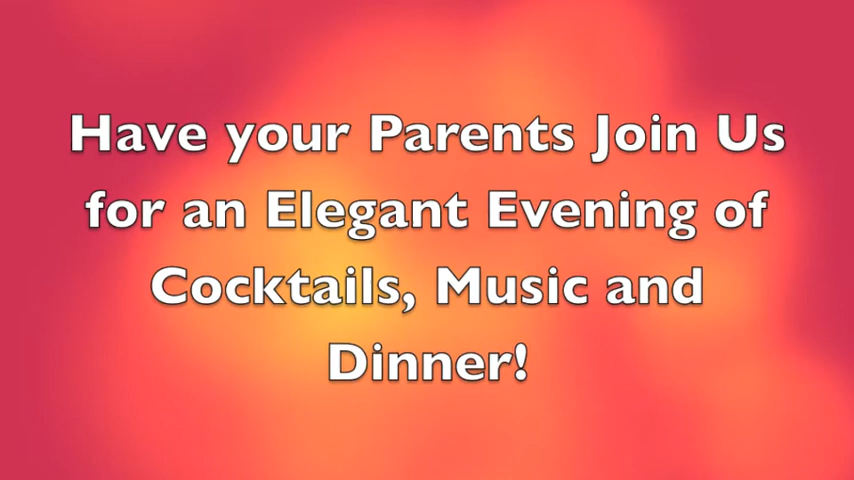 Have your Parents Join Us
for an Elegant Evening of
Cocktails, Music and
Dinner!